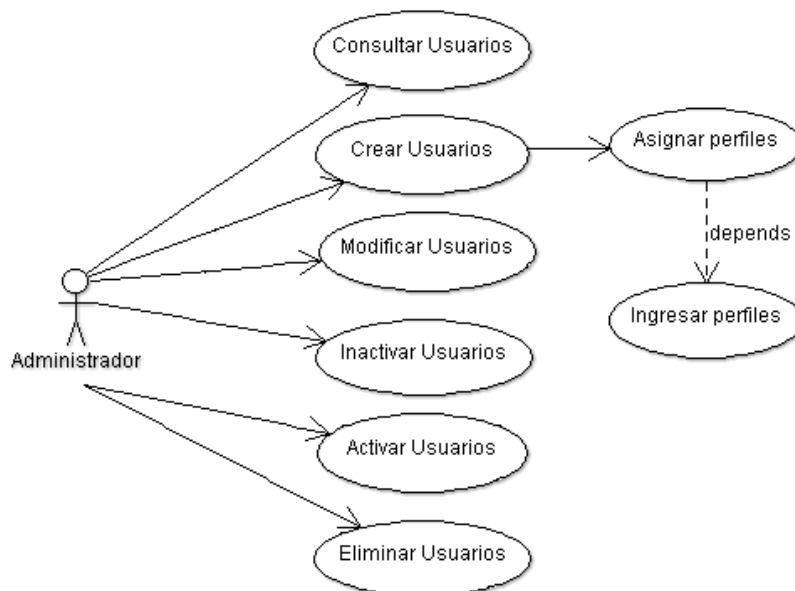 Consultar Usuarios
Crear Usuarios
Asignar perfiles
Modificar Usuarios
depends
Ingresar perfiles
Inactivar Usuarios
Administrador
Activar Usuarios
Eliminar Usuarios